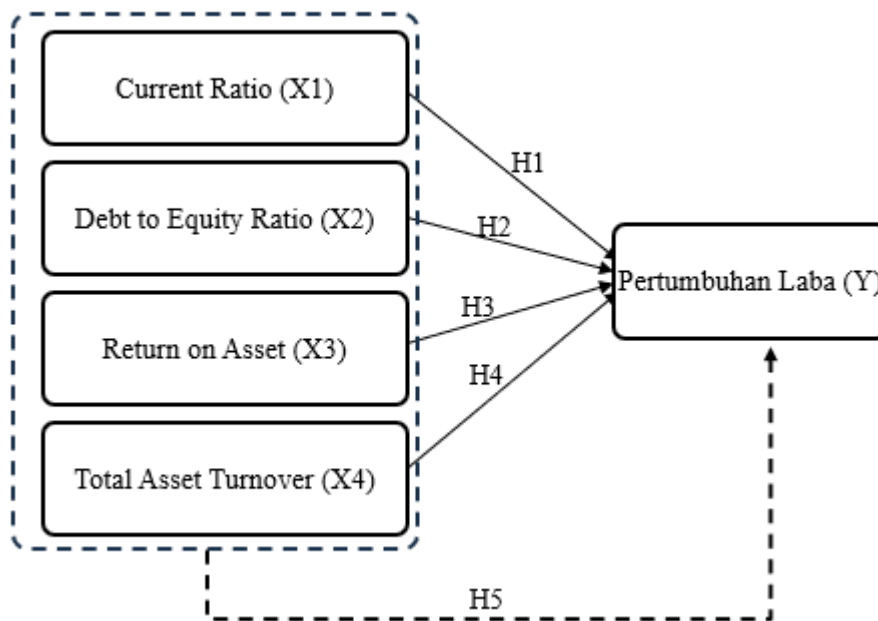 Current Ratio (X1)
H1
Debt to Equity Ratio (X2)
H2
Pertumbuhan Laba (Y)
H3
Return on Asset (X3)
H4
Total Asset Turnover (X4)
H5